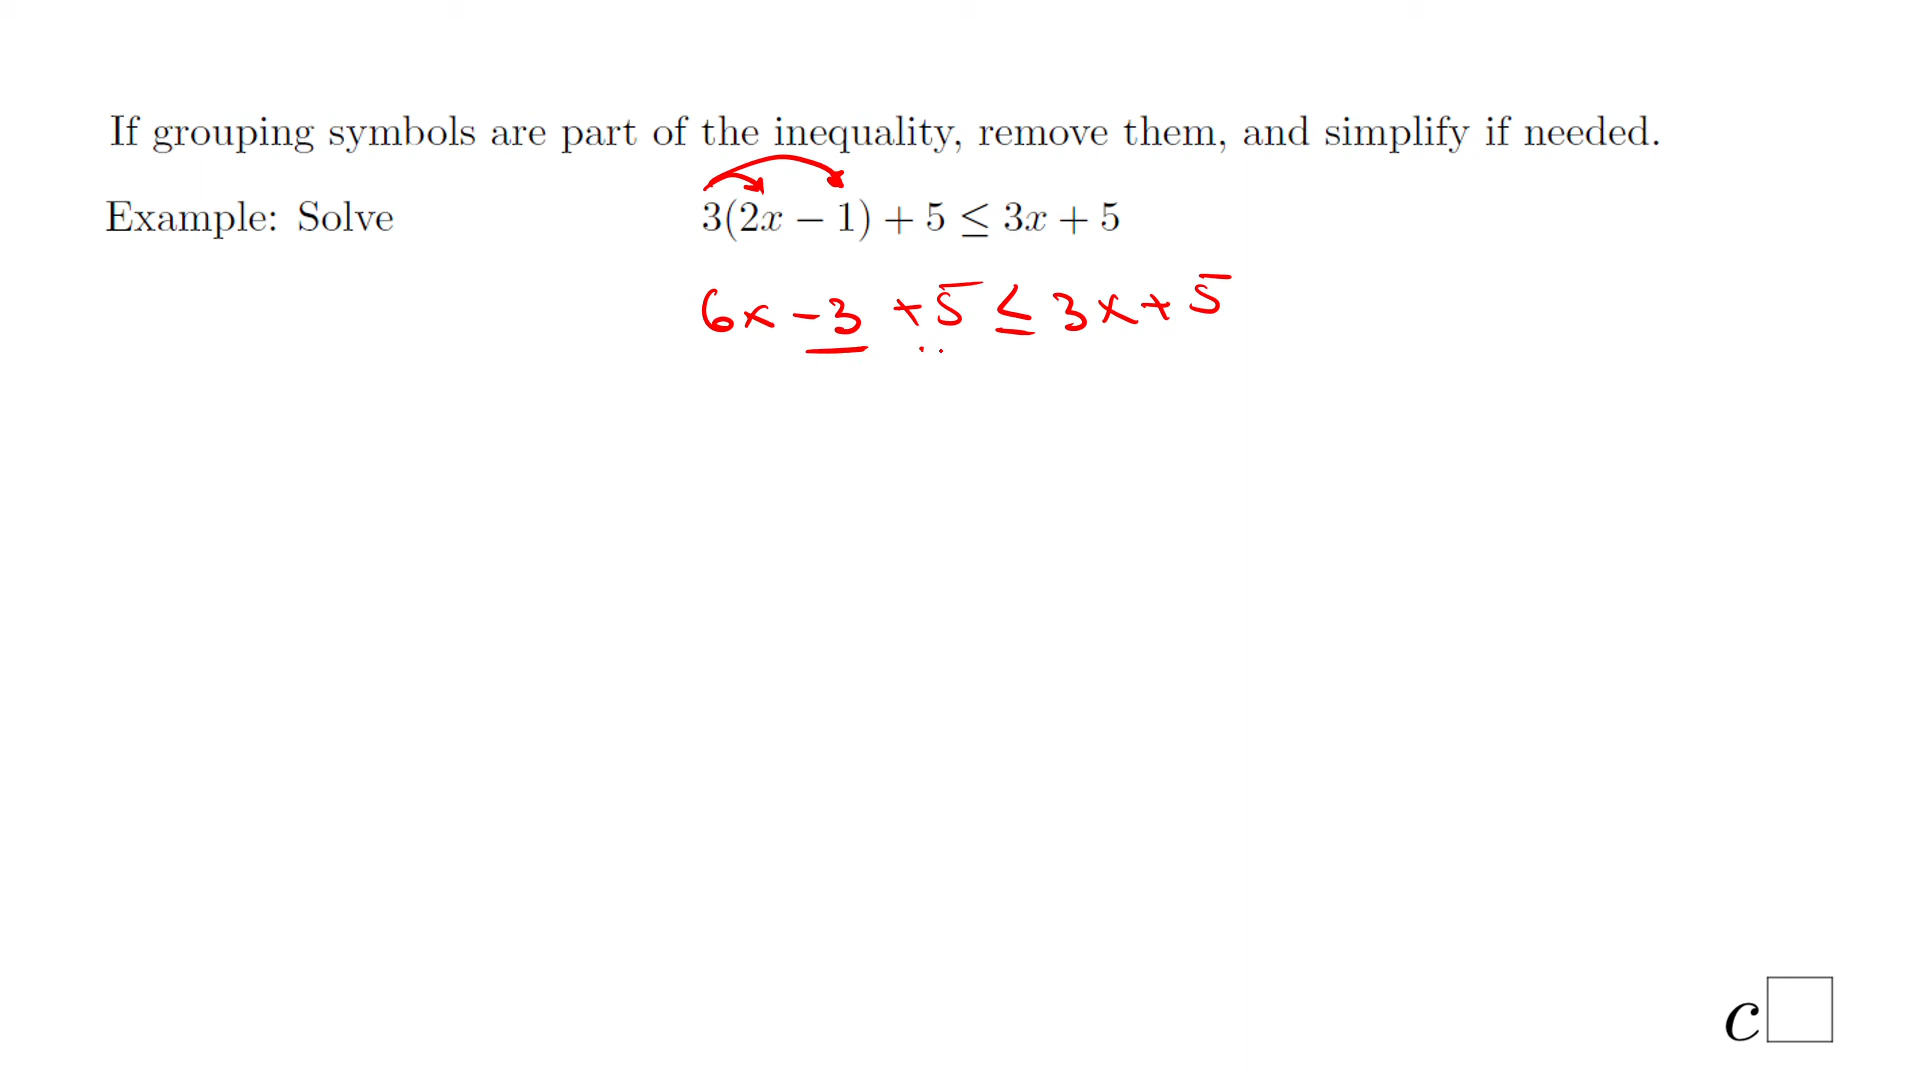 If grouping symbols are part of the inequality, remove them, and simplify if needed.
Example: Solve 3(2x − 1) + 5 ≤ 3x + 5
6x − 3 + 5 ≤ 3x + 5
c